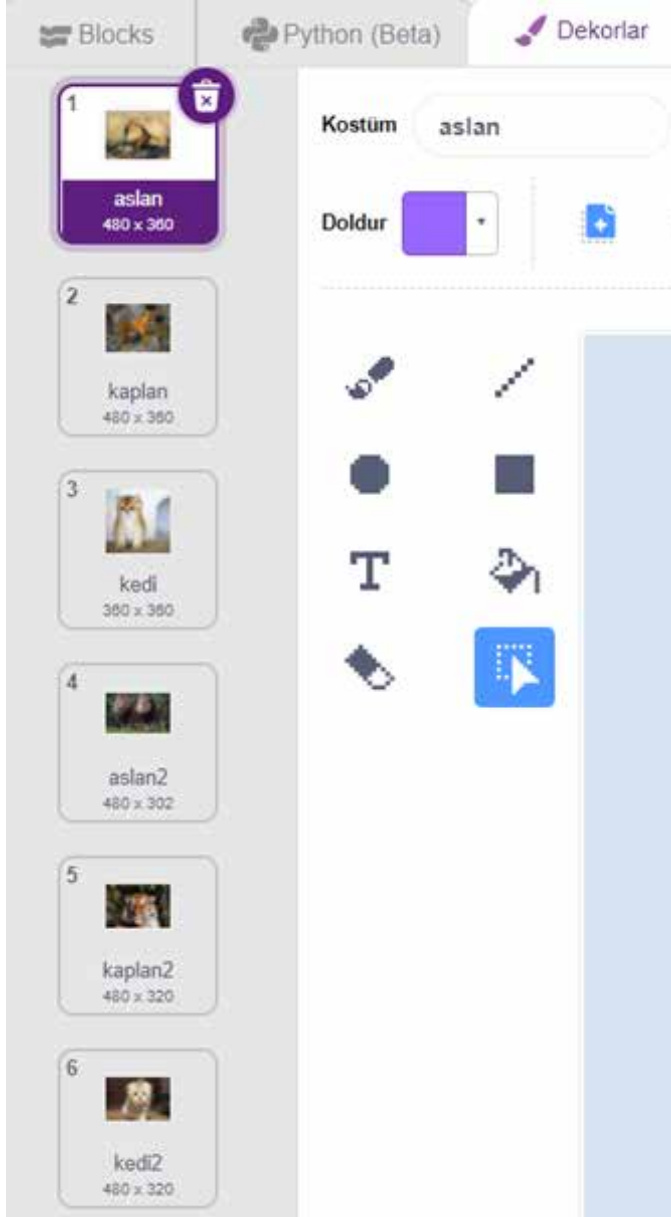 Blocks
Python (Beta)
Dekorlar
1
aslan
480 x 360
2
kaplan
480 x 360
3
kedi
360 x 360
4
aslan2
480 x 302
5
kaplan2
480 x 320
6
kedi2
480 x 320
Kostüm
aslan
Doldur
T